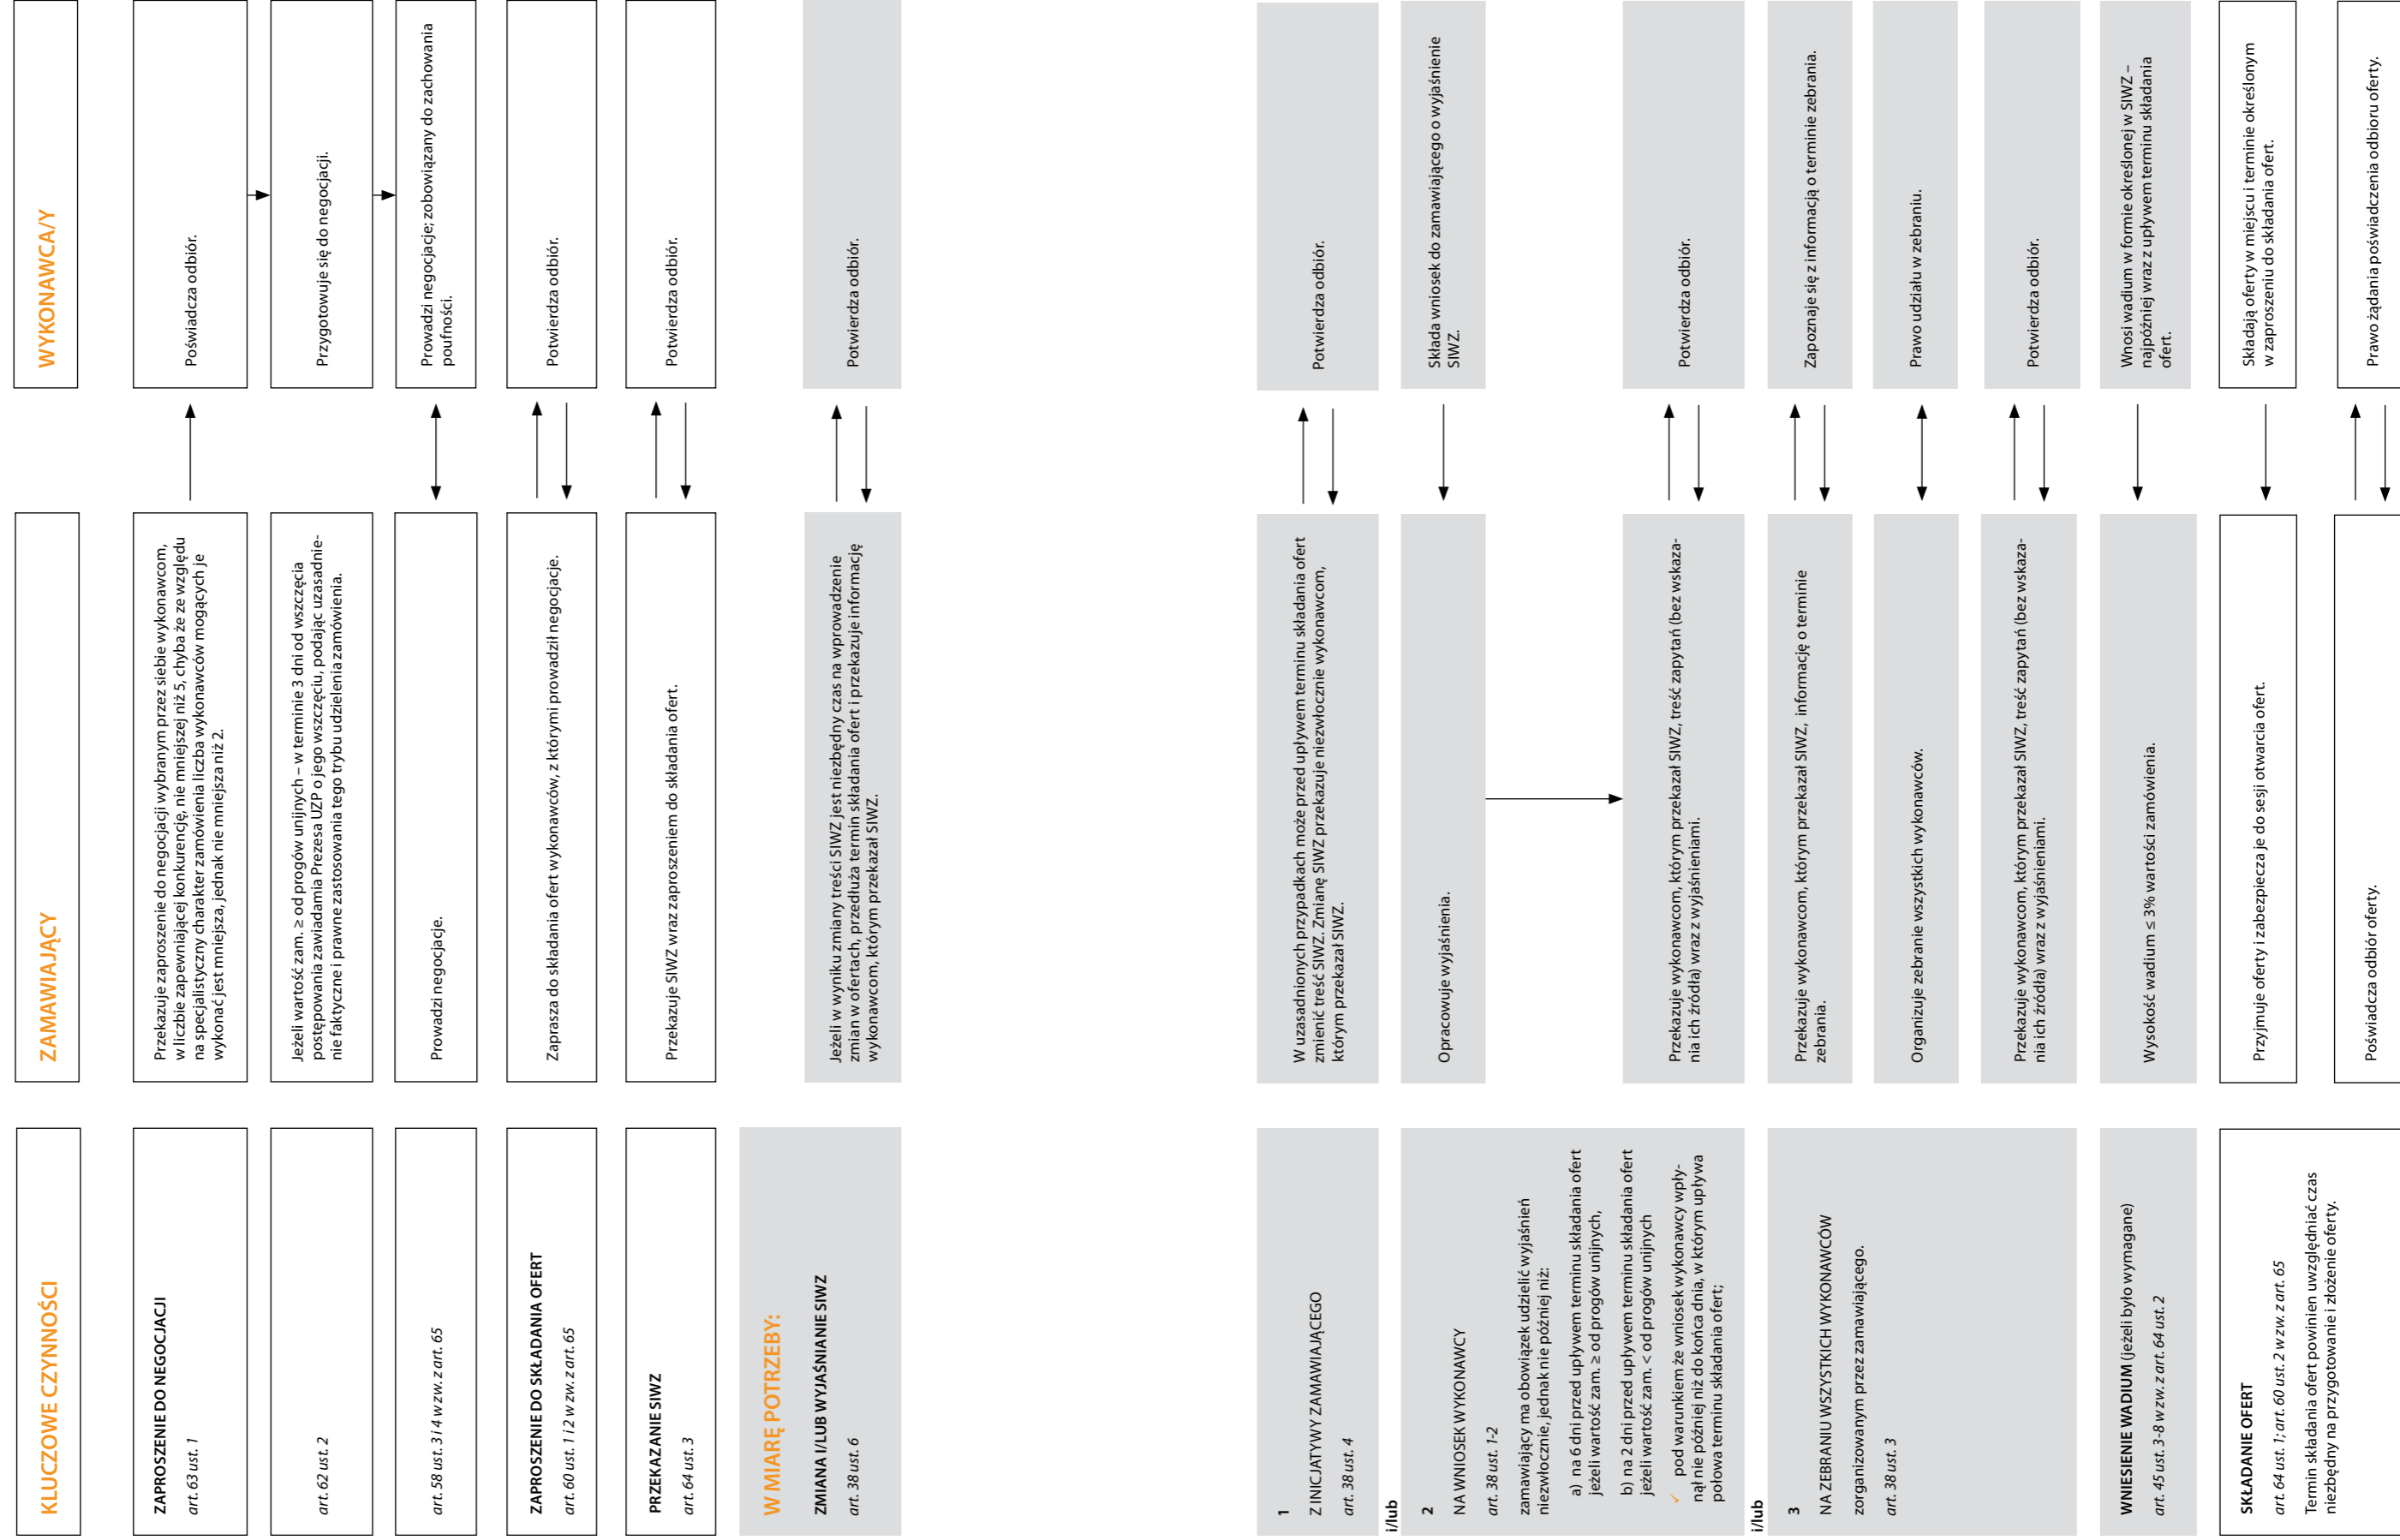 KLUCZOWE CZYNNOŚCI
ZAMAWIAJĄCY
WYKONAWCA/Y
ZAPROSZENIE DO NEGOCJACJI
art. 63 ust. 1
Przekazuje zaproszenie do negocjacji wybranym przez siebie wykonawcom,
w liczbie zapewniającej konkurencję, nie mniejszej niż 5, chyba że ze względu
na specjalistyczny charakter zamówienia liczba wykonawców mogących je
wykonać jest mniejsza, jednak nie mniejsza niż 2.
Poświadcza odbiór.
art. 62 ust. 2
Jeżeli wartość zam. ≥ od progów unijnych – w terminie 3 dni od wszczęcia
postępowania zawiadamia Prezesa UZP o jego wszczęciu, podając uzasadnie-
nie faktyczne i prawne zastosowania tego trybu udzielenia zamówienia.
Przygotowuje się do negocjacji.
art. 58 ust. 3 i 4 w zw. z art. 65
Prowadzi negocjacje.
Prowadzi negocjacje; zobowiązany do zachowania
poufności.
ZAPROSZENIE DO SKŁADANIA OFERT
art. 60 ust. 1 i 2 w zw. z art. 65
Zaprasza do składania ofert wykonawców, z którymi prowadził negocjacje.
Potwierdza odbiór.
PRZEKAZANIE SIWZ
art. 64 ust. 3
Przekazuje SIWZ wraz zaproszeniem do składania ofert.
Potwierdza odbiór.
W MIARĘ POTRZEBY:
ZMIANA I/LUB WYJAŚNIANIE SIWZ
art. 38 ust. 6
Jeżeli w wyniku zmiany treści SIWZ jest niezbędny czas na wprowadzenie
zmian w ofertach, przedłuża termin składania ofert i przekazuje informację
wykonawcom, którym przekazał SIWZ.
Potwierdza odbiór.
1
Z INICJATYWY ZAMAWIAJĄCEGO
art. 38 ust. 4
W uzasadnionych przypadkach może przed upływem terminu składania ofert
zmienić treść SIWZ. Zmianę SIWZ przekazuje niezwłocznie wykonawcom,
którym przekazał SIWZ.
Potwierdza odbiór.
i/lub
2
NA WNIOSEK WYKONAWCY
art. 38 ust. 1-2
zamawiający ma obowiązek udzielić wyjaśnień
niezwłocznie, jednak nie później niż:
a) na 6 dni przed upływem terminu składania ofert
jeżeli wartość zam. ≥ od progów unijnych,
b) na 2 dni przed upływem terminu składania ofert
jeżeli wartość zam. < od progów unijnych
✓ pod warunkiem że wniosek wykonawcy wpły-
nął nie później niż do końca dnia, w którym upływa
połowa terminu składania ofert;
Opracowuje wyjaśnienia.
Składa wniosek do zamawiającego o wyjaśnienie
SIWZ.
Przekazuje wykonawcom, którym przekazał SIWZ, treść zapytań (bez wskaza-
nia ich źródła) wraz z wyjaśnieniami.
Potwierdza odbiór.
i/lub
3
NA ZEBRANIU WSZYSTKICH WYKONAWCÓW
zorganizowanym przez zamawiającego.
art. 38 ust. 3
Przekazuje wykonawcom, którym przekazał SIWZ, informację o terminie
zebrania.
Zapoznaje się z informacją o terminie zebrania.
Organizuje zebranie wszystkich wykonawców.
Prawo udziału w zebraniu.
Przekazuje wykonawcom, którym przekazał SIWZ, treść zapytań (bez wskaza-
nia ich źródła) wraz z wyjaśnieniami.
Potwierdza odbiór.
WNIESIENIE WADIUM (jeżeli było wymagane)
art. 45 ust. 3-8 w zw. z art. 64 ust. 2
Wysokość wadium ≤ 3% wartości zamówienia.
Wnosi wadium w formie określonej w SIWZ –
najpóźniej wraz z upływem terminu składania
ofert.
SKŁADANIE OFERT
art. 64 ust. 1; art. 60 ust. 2 w zw. z art. 65
Termin składania ofert powinien uwzględniać czas
niezbędny na przygotowanie i złożenie oferty.
Przyjmuje oferty i zabezpiecza je do sesji otwarcia ofert.
Składają oferty w miejscu i terminie określonym
w zaproszeniu do składania ofert.
Poświadcza odbiór oferty.
Prawo żądania poświadczenia odbioru oferty.